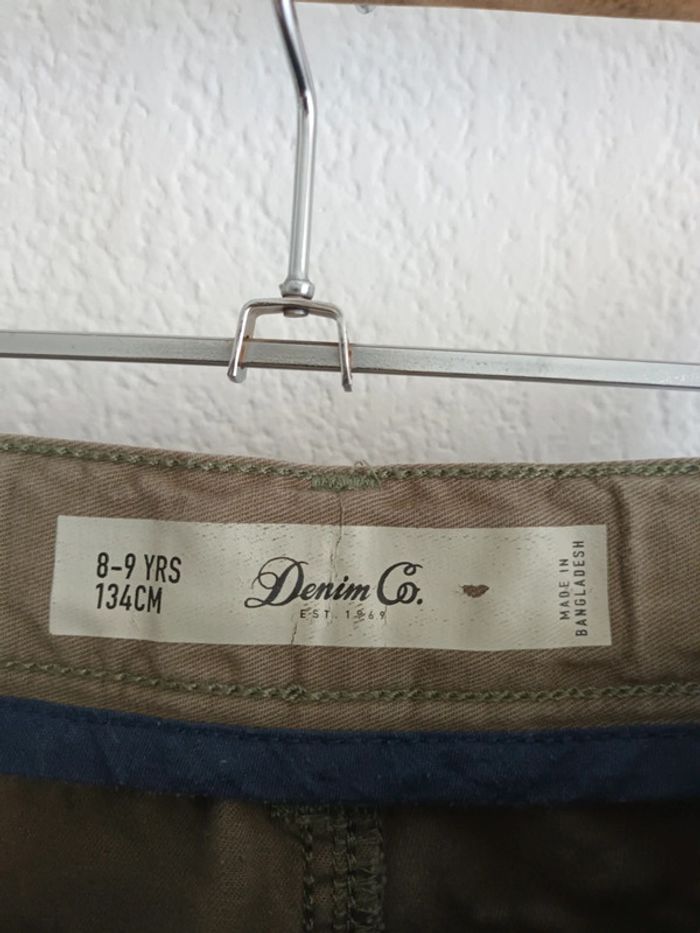 8-9 YRS
134CM
Denim Co.
EST. 1969
MADE IN
BANGLADESH